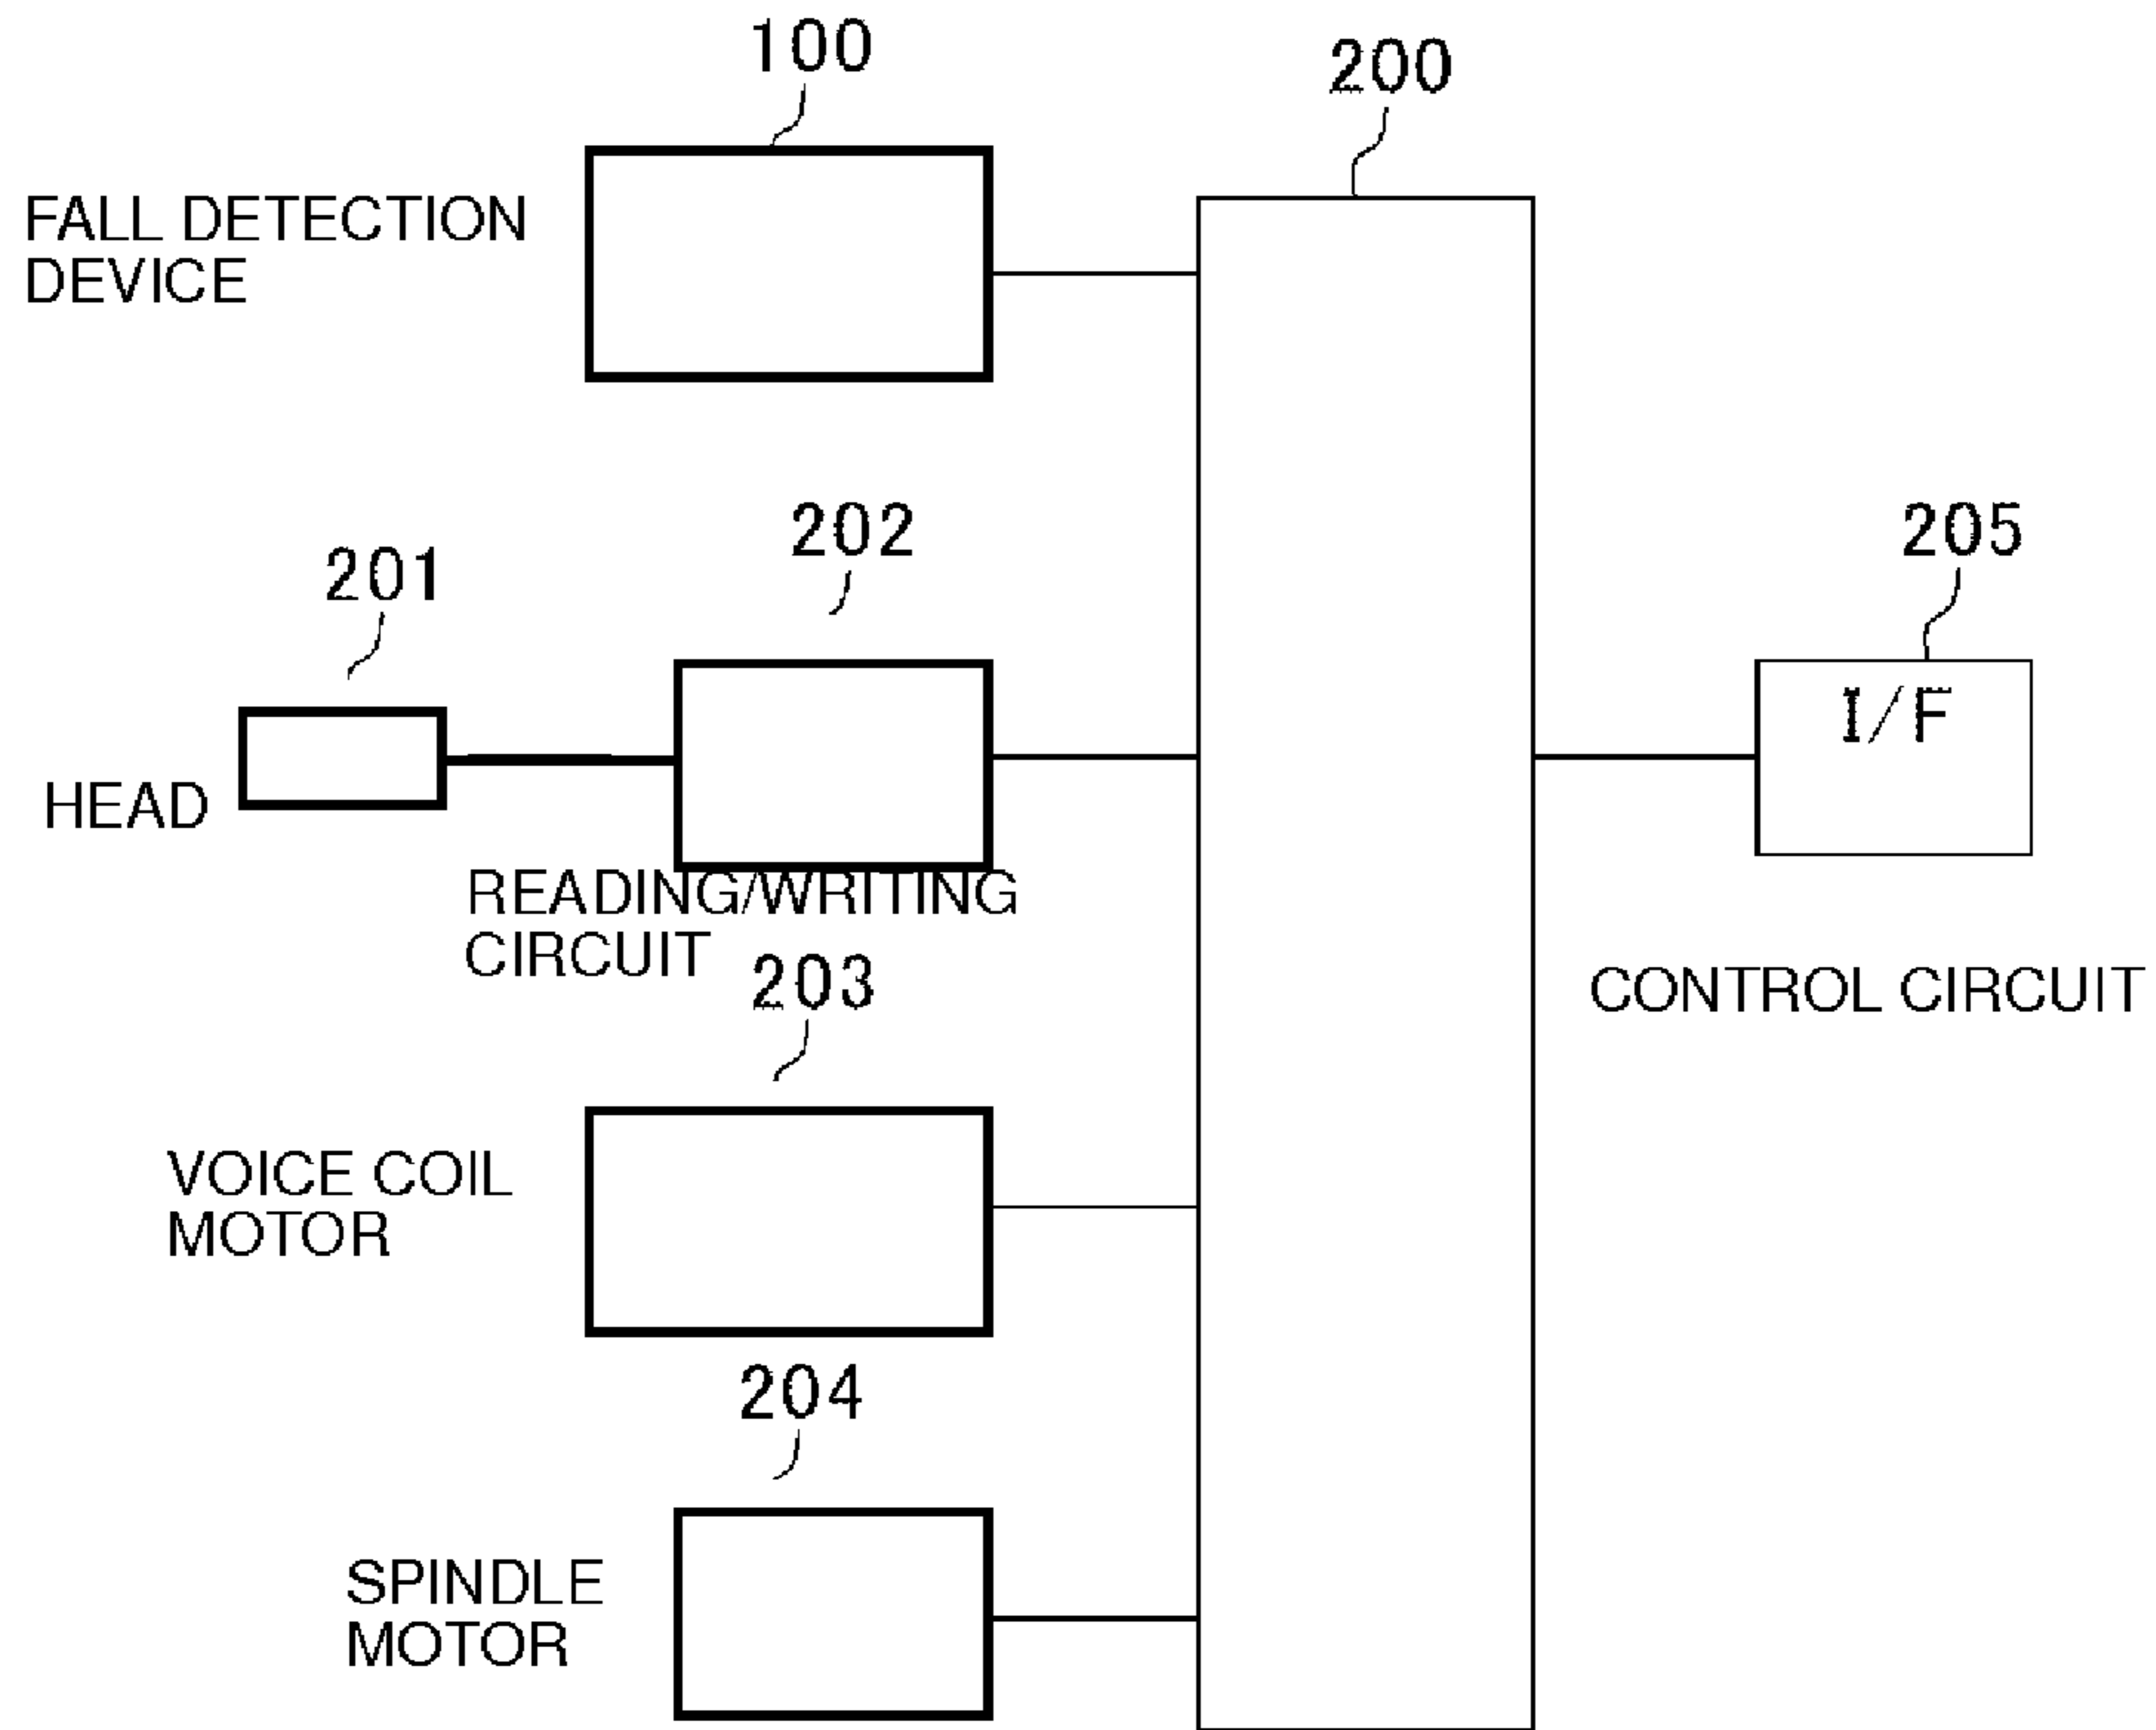 100
200
FALL DETECTION
DEVICE
202
205
201
I/F
HEAD
READING/WRITING
CIRCUIT
203
CONTROL CIRCUIT
VOICE COIL
MOTOR
204
SPINDLE
MOTOR